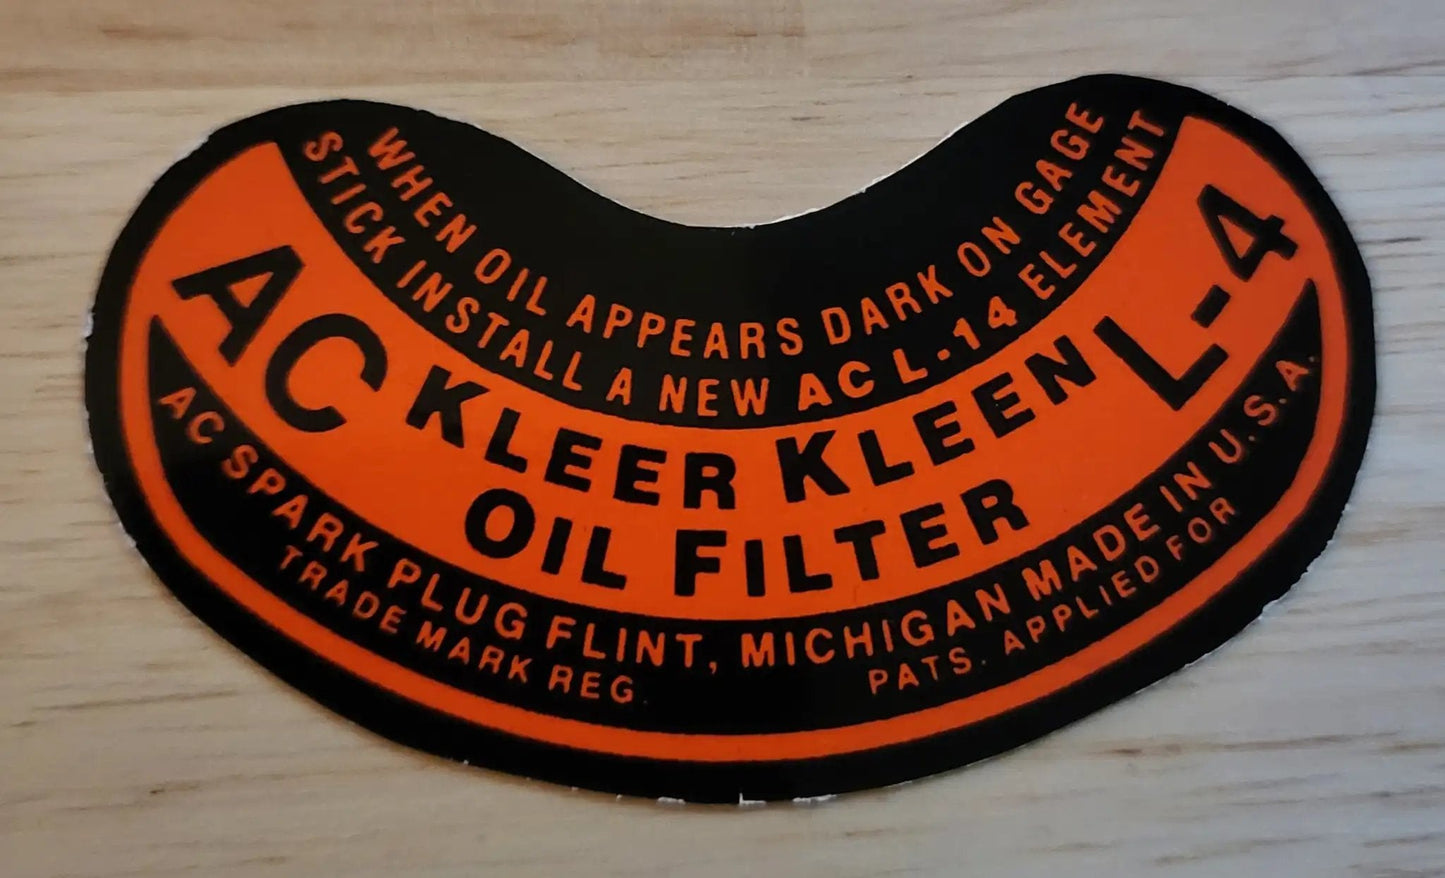 WHEN OIL APPEARS DARK ON GAGE
STICK INSTALL A NEW AC L-14 ELEMENT
AC KLEER KLEEN L-4
OIL FILTER
AC SPARK PLUG FLINT, MICHIGAN MADE IN U.S.A.
TRADE MARK REG. PATS. APPLIED FOR